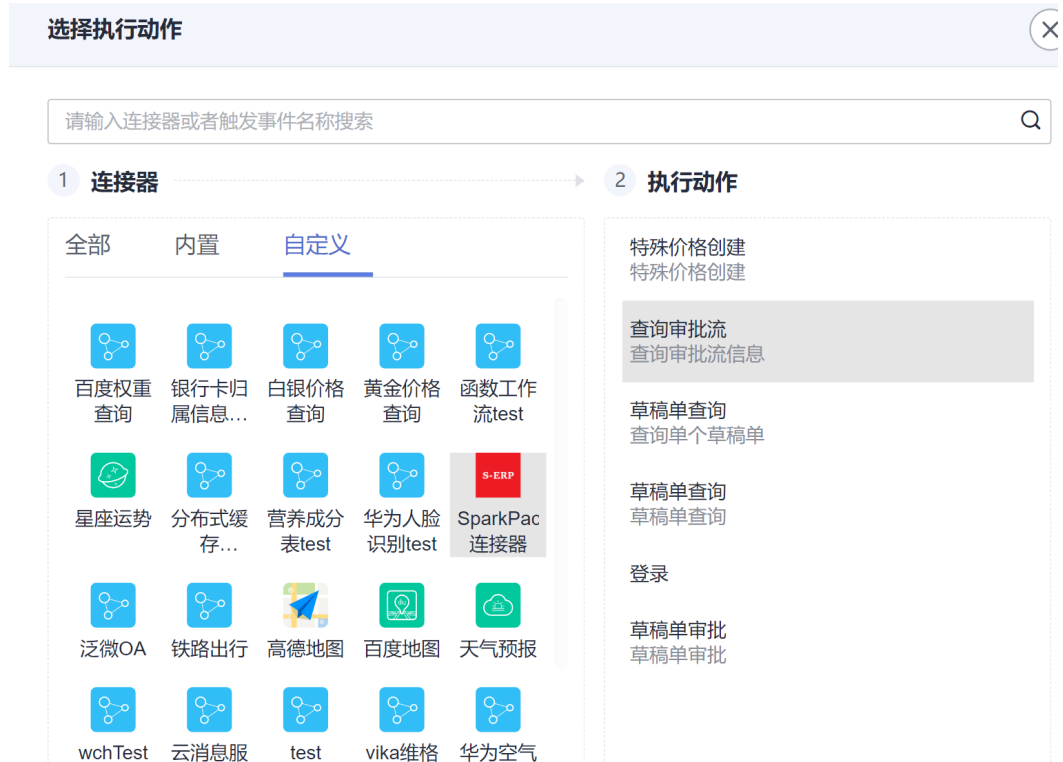 选择执行动作
请输入连接器或者触发事件名称搜索
1 连接器
2 执行动作
全部 内置 自定义
百度权重
查询
银行卡归
属信息...
白银价格
查询
黄金价格
查询
函数工作
流test
星座运势
分布式缓
存...
营养成分
表test
华为人脸
识别test
S-ERP
SparkPac
连接器
泛微OA
铁路出行
高德地图
百度地图
天气预报
wchTest
云消息服
test
vika维格
华为空气
特殊价格创建
特殊价格创建
查询审批流
查询审批流信息
草稿单查询
查询单个草稿单
草稿单查询
草稿单查询
登录
草稿单审批
草稿单审批